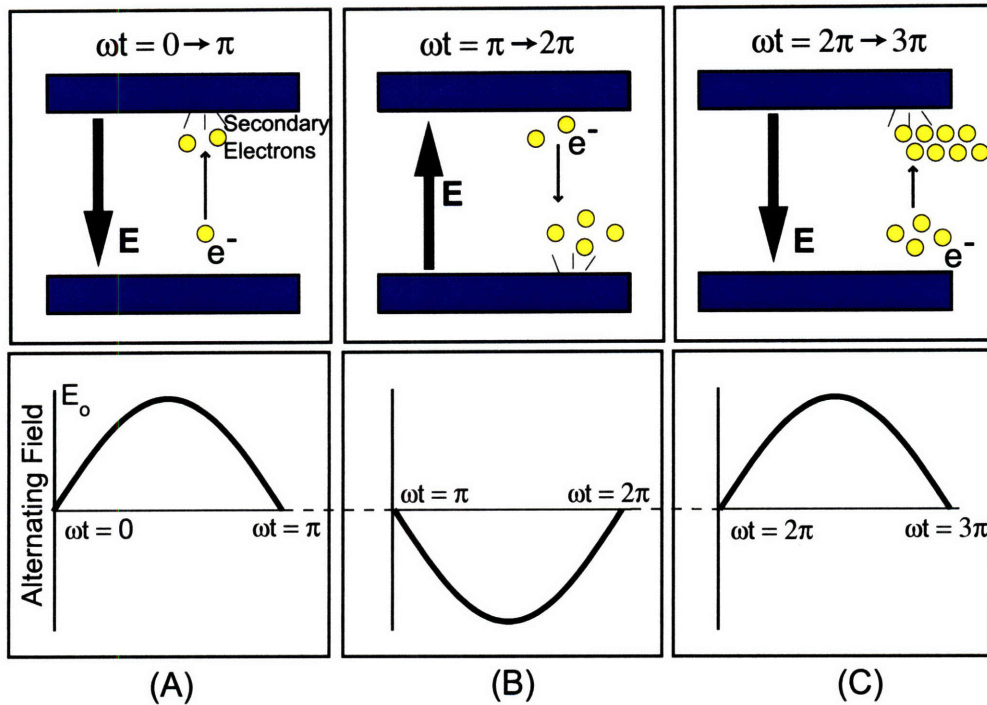 ωt = 0→π
Secondary
Electrons
E
e⁻
ωt = π→2π
e⁻
E
ωt = 2π→3π
E
e⁻
Alternating Field
E₀
ωt = 0
ωt = π
ωt = π
ωt = 2π
ωt = 2π
ωt = 3π
(A)
(B)
(C)